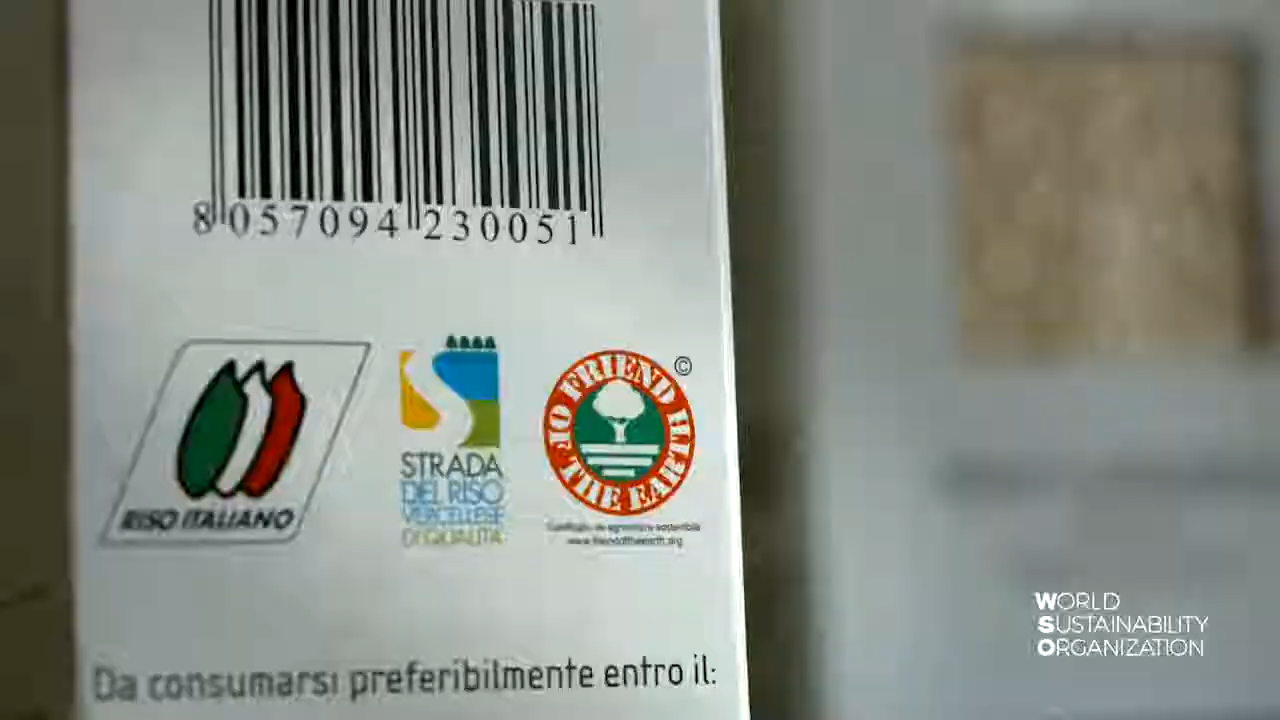 8 057094 230051
RISO ITALIANO
STRADA
DEL RISO
VERCELLESE
DI QUALITÀ
FRIEND OF THE EARTH
©
www.friendoftheearth.org
Da consumarsi preferibilmente entro il:
WORLD
SUSTAINABILITY
ORGANIZATION